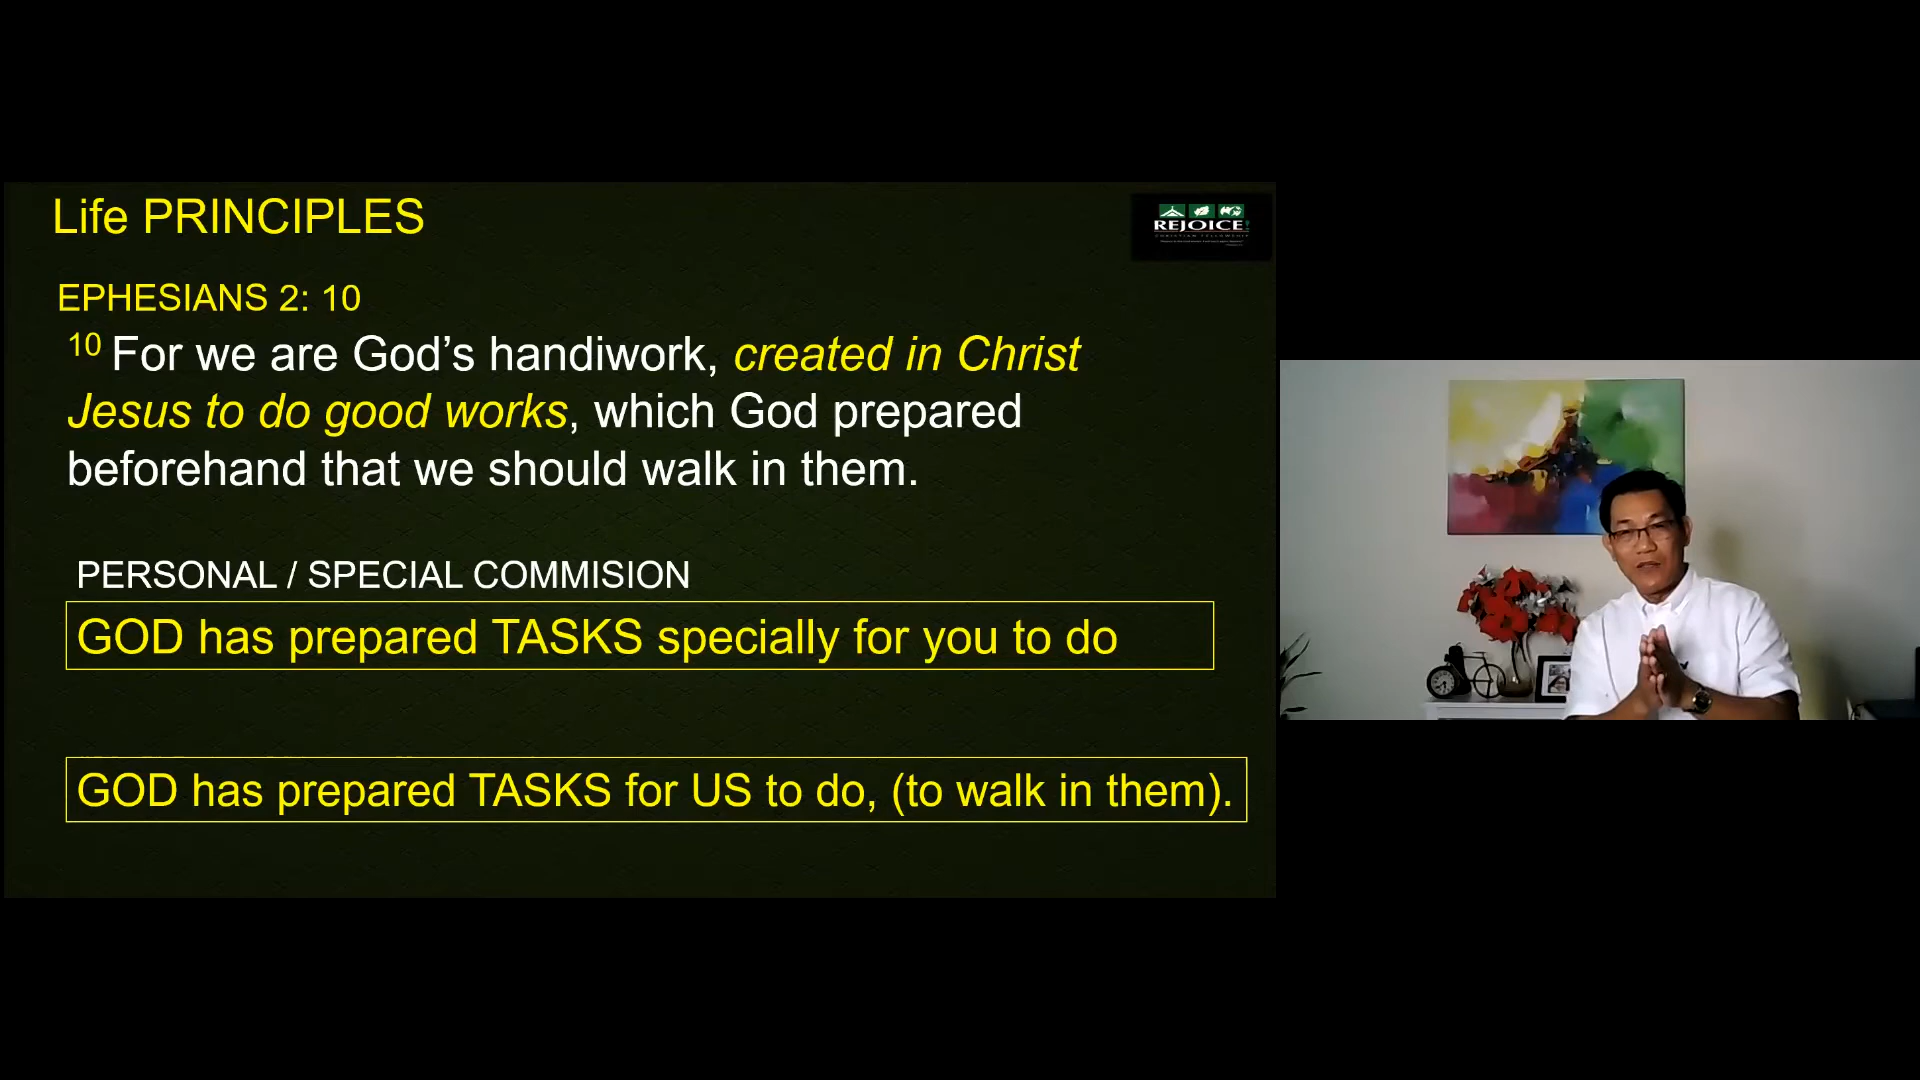 Life PRINCIPLES
REJOICE
CHRISTIAN FELLOWSHIP
EPHESIANS 2: 10
10 For we are God’s handiwork, created in Christ
Jesus to do good works, which God prepared
beforehand that we should walk in them.
PERSONAL / SPECIAL COMMISION
GOD has prepared TASKS specially for you to do
GOD has prepared TASKS for US to do, (to walk in them).